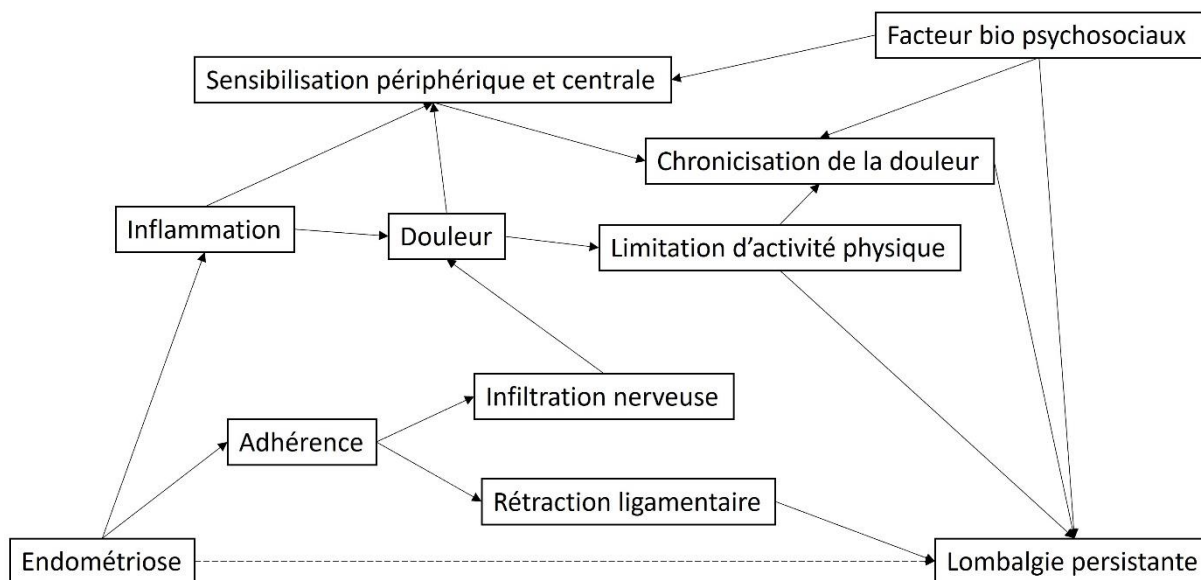 Facteur bio psychosociaux
Sensibilisation périphérique et centrale
Chronicisation de la douleur
Inflammation
Douleur
Limitation d’activité physique
Infiltration nerveuse
Adhérence
Rétraction ligamentaire
Endométriose
Lombalgie persistante